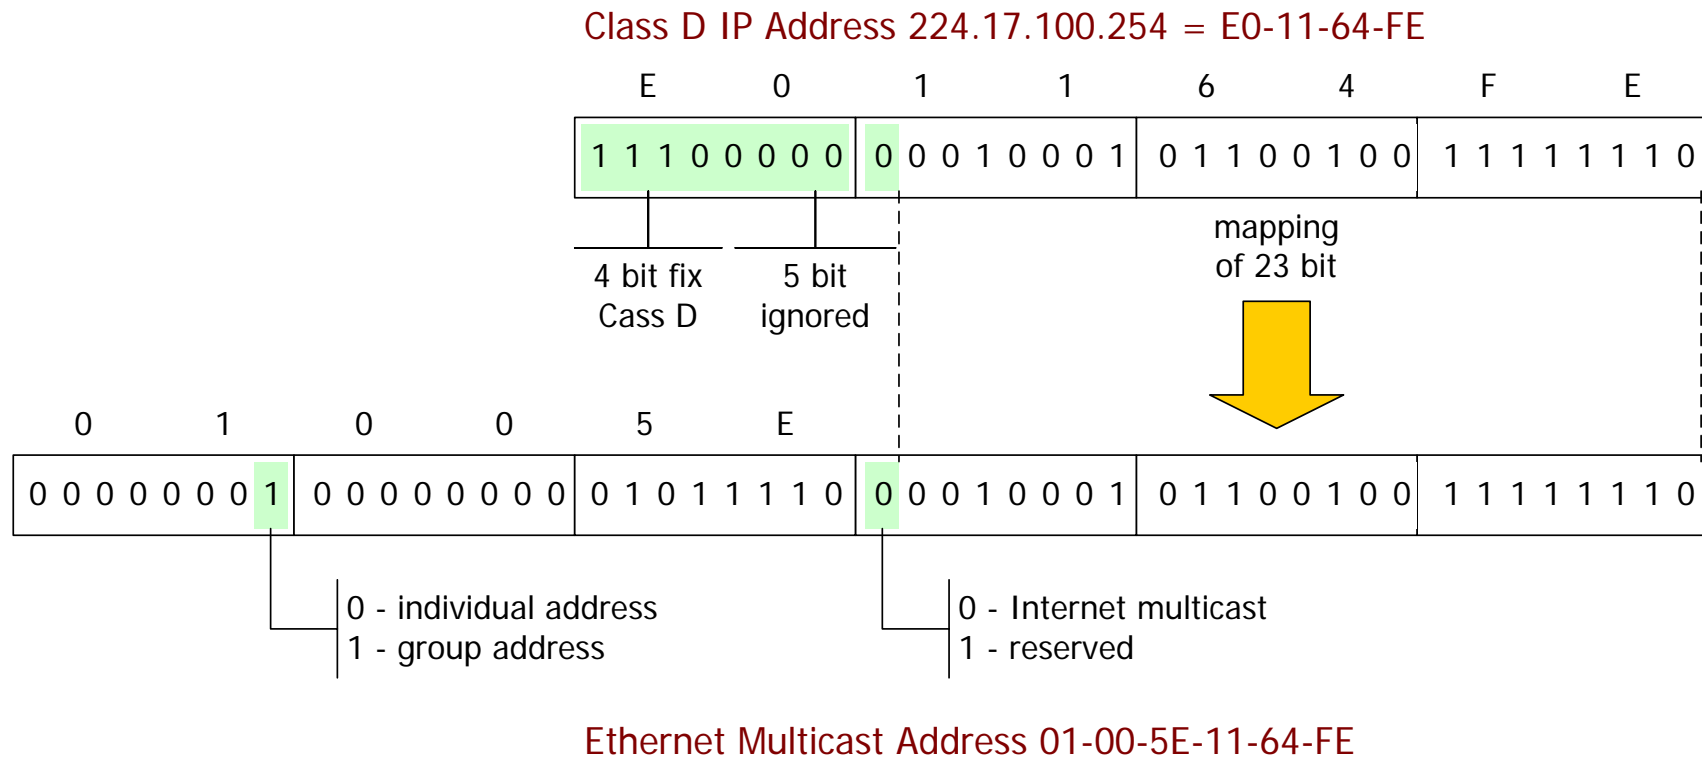 Class D IP Address 224.17.100.254 = E0-11-64-FE
E 0 1 1 6 4 F E
1 1 1 0 0 0 0 0 0 0 0 1 0 0 0 1 0 1 1 0 0 1 0 0 1 1 1 1 1 1 1 0
mapping
of 23 bit
4 bit fix
Cass D
5 bit
ignored
0 1 0 0 5 E
0 0 0 0 0 0 0 1 0 0 0 0 0 0 0 0 0 1 0 1 1 1 1 0 0 0 0 1 0 0 0 1 0 1 1 0 0 1 0 0 1 1 1 1 1 1 1 0
0 - individual address
1 - group address
0 - Internet multicast
1 - reserved
Ethernet Multicast Address 01-00-5E-11-64-FE